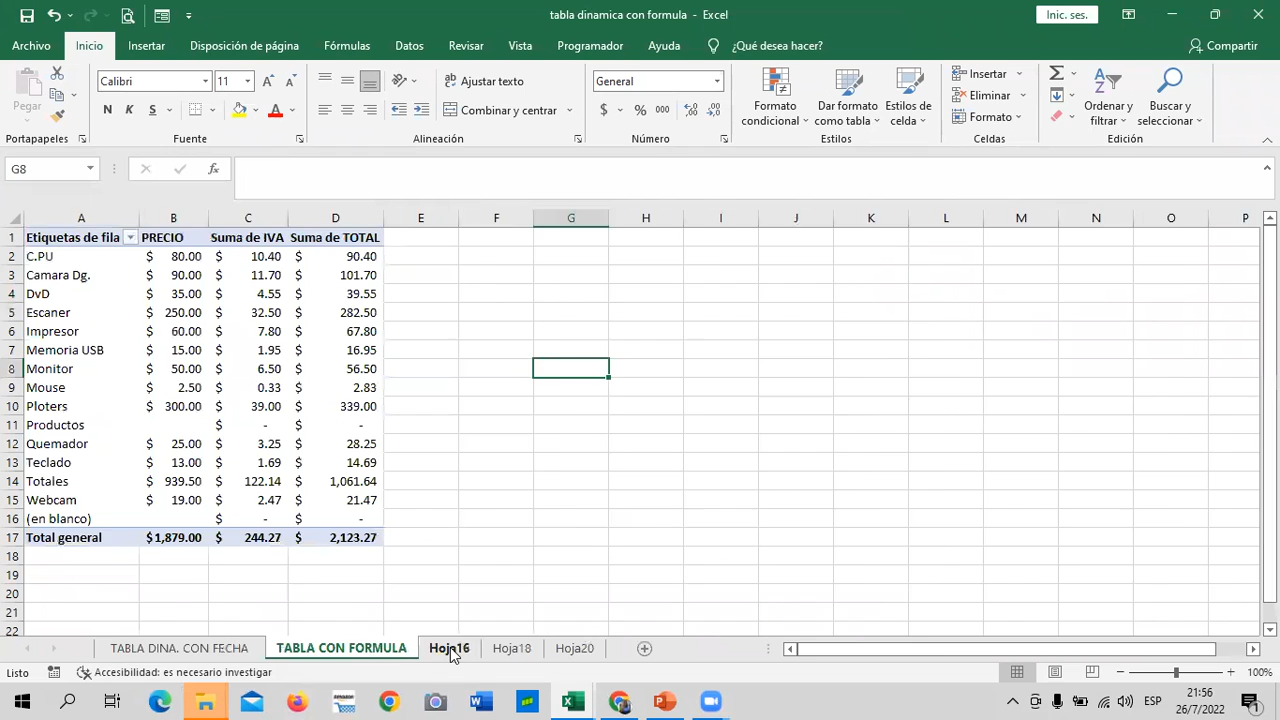 tabla dinamica con formula - Excel
Inic. ses.
Archivo Inicio Insertar Disposición de página Fórmulas Datos Revisar Vista Programador Ayuda ¿Qué desea hacer? Compartir
Pegar
Calibri 11
N K S
Ajustar texto
Combinar y centrar
General
$ % 000
Formato condicional
Dar formato como tabla
Estilos de celda
Insertar
Eliminar
Formato
Ordenar y filtrar
Buscar y seleccionar
Portapapeles Fuente Alineación Número Estilos Celdas Edición
G8 fx
A B C D E F G H I J K L M N O P
1 Etiquetas de fila PRECIO Suma de IVA Suma de TOTAL
2 C.PU $ 80.00 $ 10.40 $ 90.40
3 Camara Dg. $ 90.00 $ 11.70 $ 101.70
4 DvD $ 35.00 $ 4.55 $ 39.55
5 Escaner $ 250.00 $ 32.50 $ 282.50
6 Impresor $ 60.00 $ 7.80 $ 67.80
7 Memoria USB $ 15.00 $ 1.95 $ 16.95
8 Monitor $ 50.00 $ 6.50 $ 56.50
9 Mouse $ 2.50 $ 0.33 $ 2.83
10 Ploters $ 300.00 $ 39.00 $ 339.00
11 Productos $ - $ -
12 Quemador $ 25.00 $ 3.25 $ 28.25
13 Teclado $ 13.00 $ 1.69 $ 14.69
14 Totales $ 939.50 $ 122.14 $ 1,061.64
15 Webcam $ 19.00 $ 2.47 $ 21.47
16 (en blanco) $ - $ -
17 Total general $ 1,879.00 $ 244.27 $ 2,123.27
18
19
20
21
22
TABLA DINA. CON FECHA TABLA CON FORMULA Hoja16 Hoja18 Hoja20
Listo Accesibilidad: es necesario investigar 100%
ESP 21:56
26/7/2022